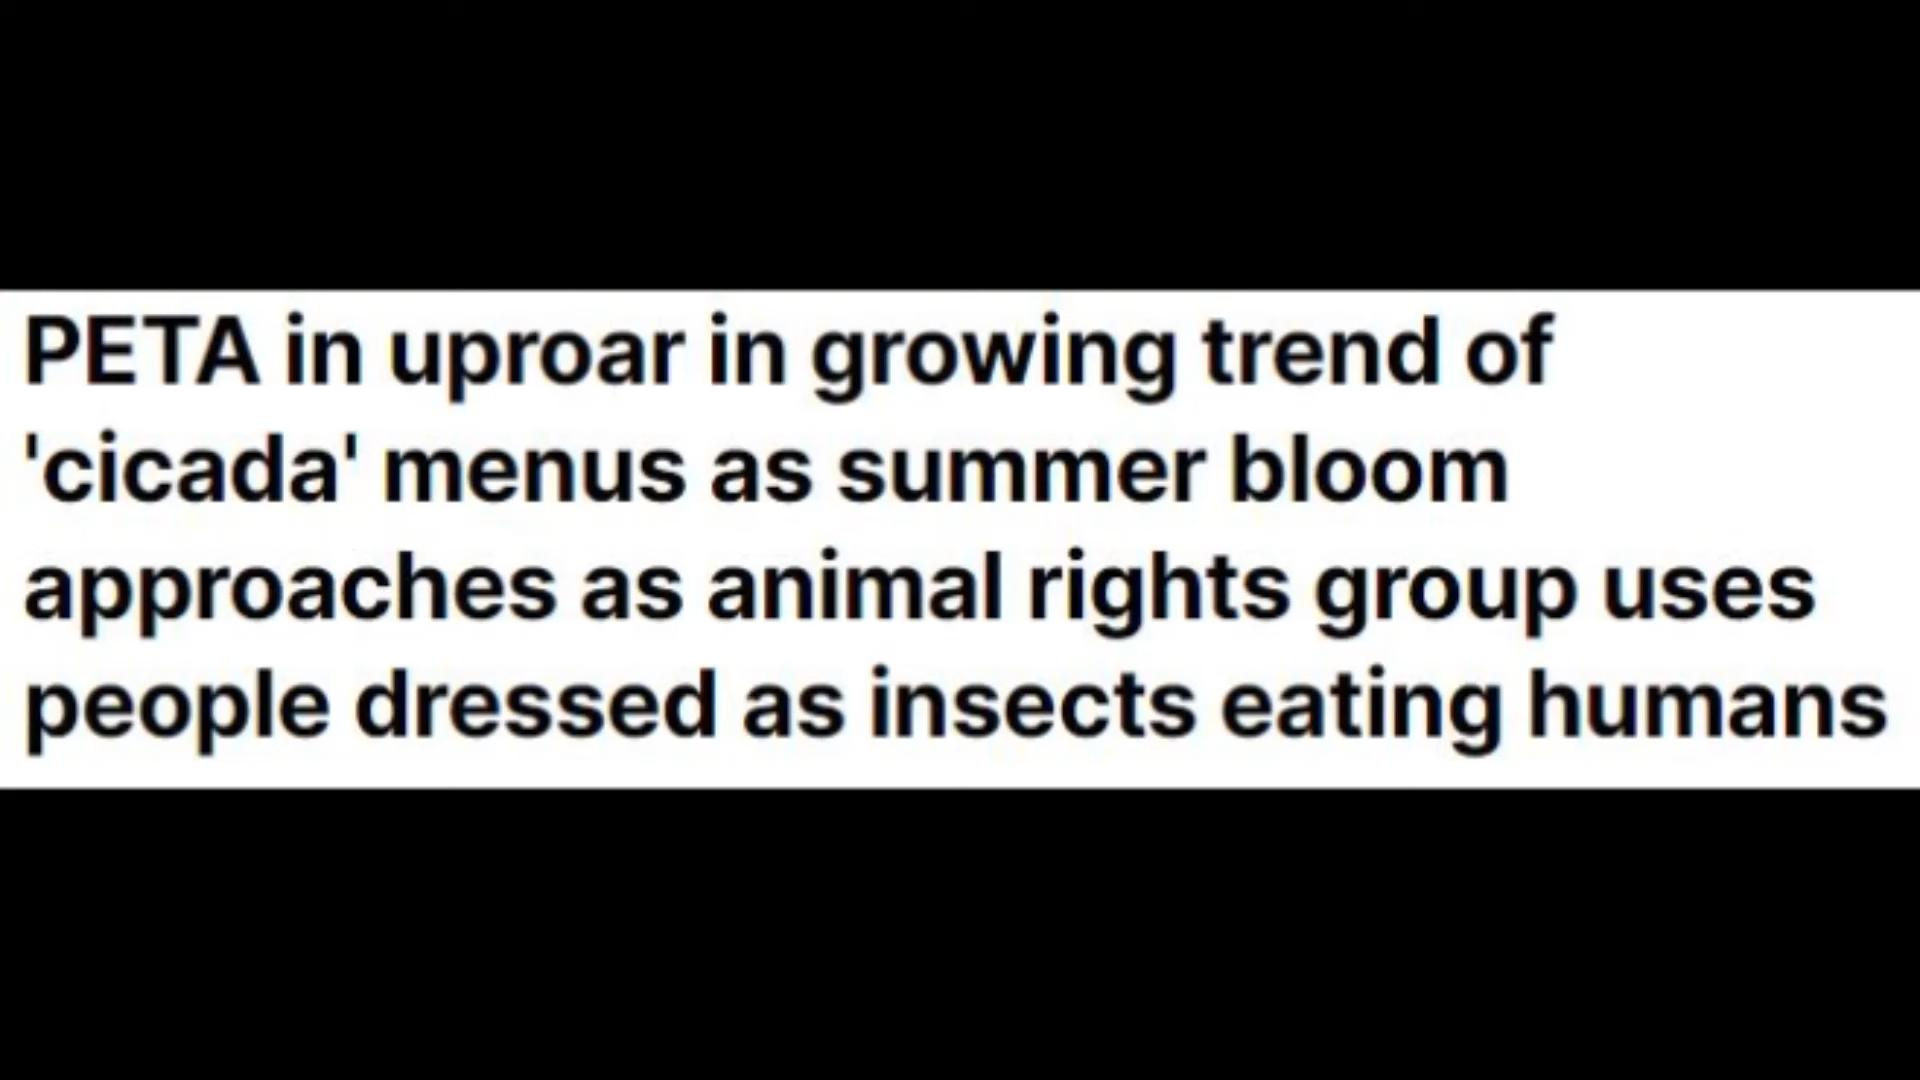 PETA in uproar in growing trend of
'cicada' menus as summer bloom
approaches as animal rights group uses
people dressed as insects eating humans